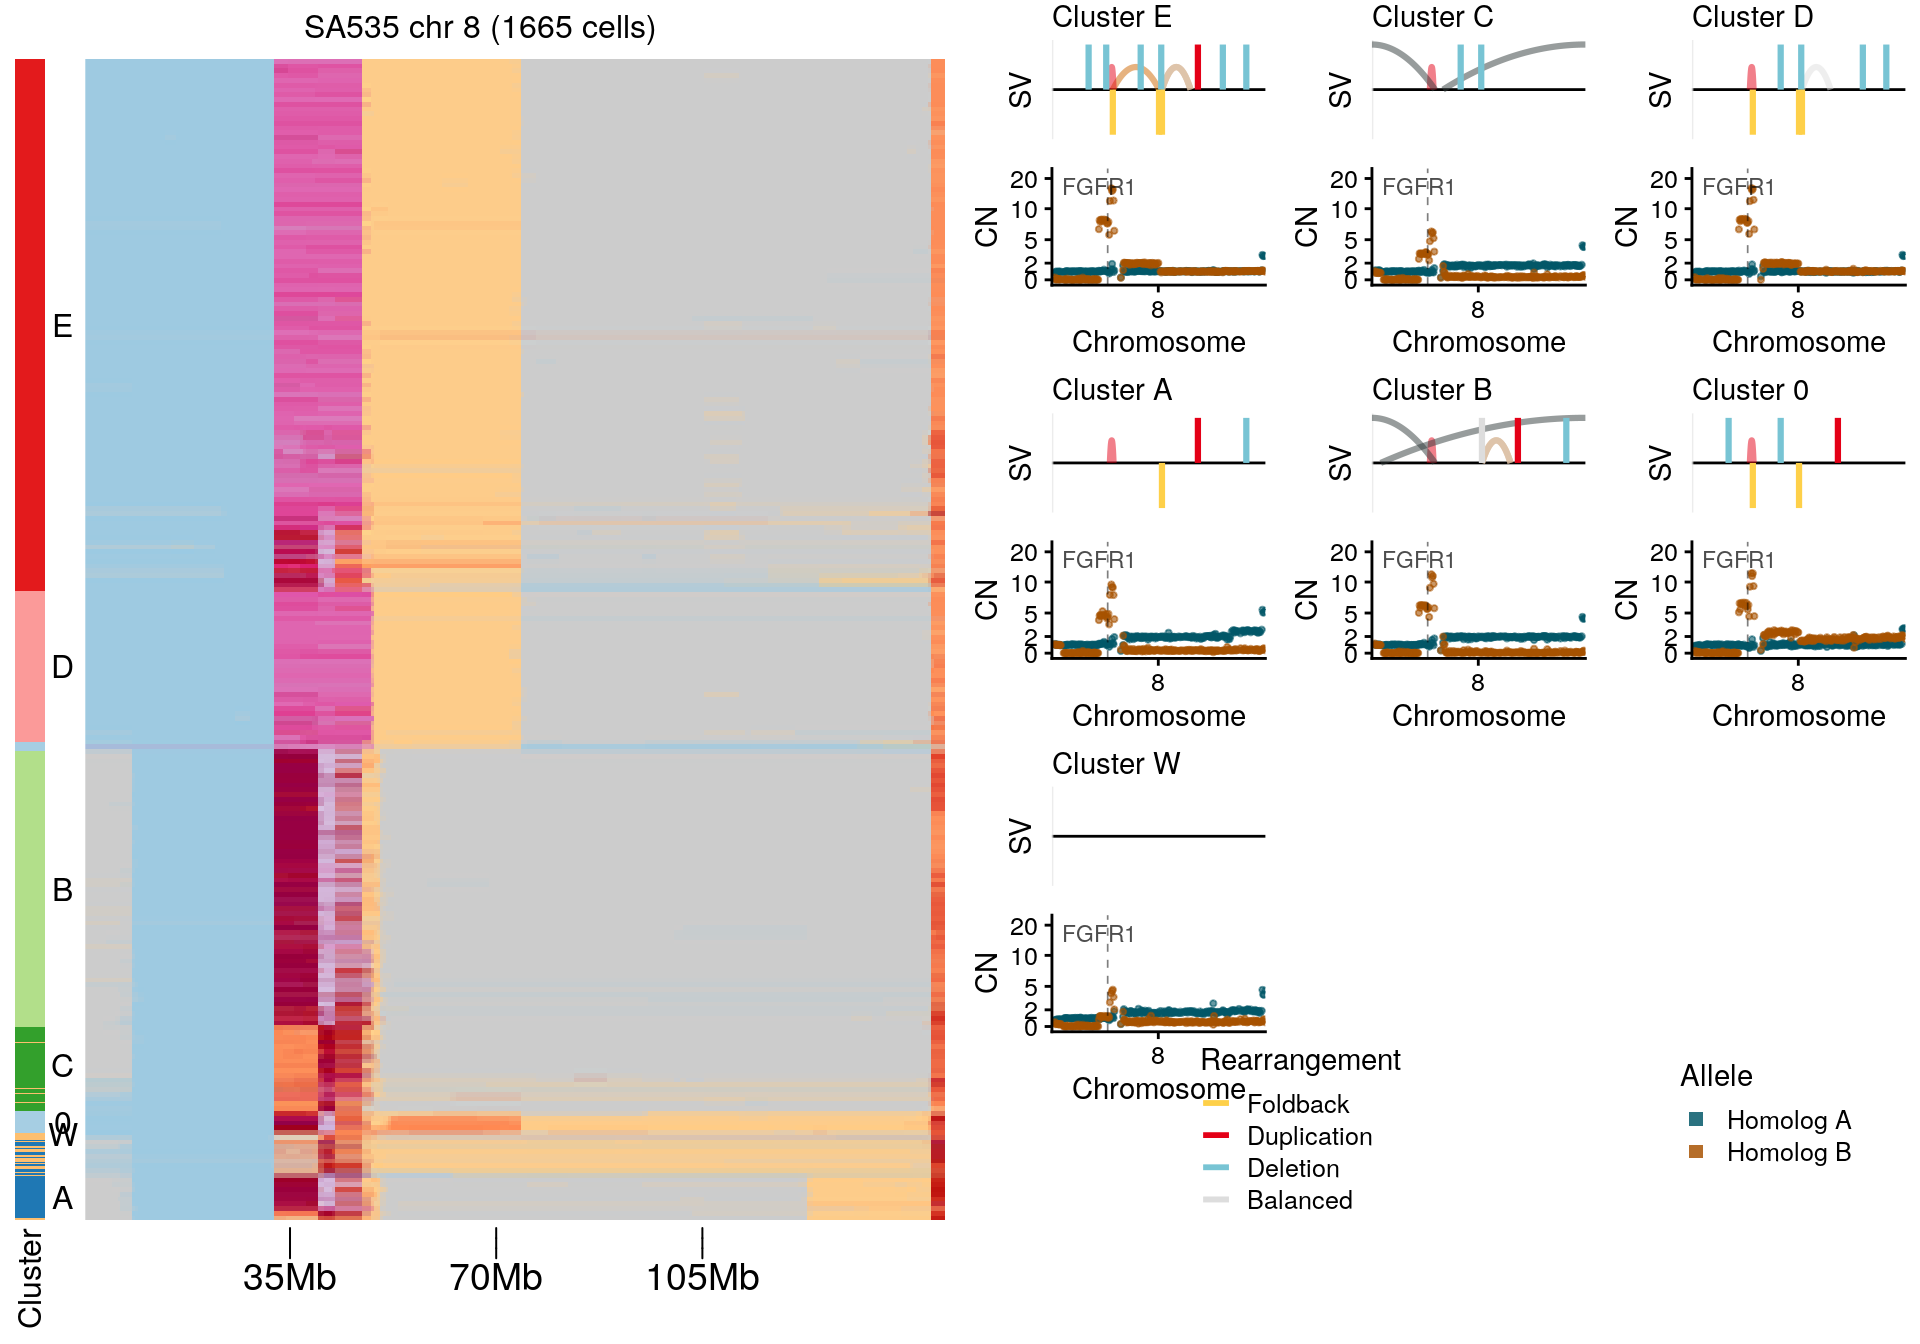 SA535 chr 8 (1665 cells)
E
D
B
C
0
W
A
Cluster
35Mb
70Mb
105Mb
Cluster E
SV
20
10
5
2
0
CN
FGFR1
8
Chromosome
Cluster C
SV
20
10
5
2
0
CN
FGFR1
8
Chromosome
Cluster D
SV
20
10
5
2
0
CN
FGFR1
8
Chromosome
Cluster A
SV
20
10
5
2
0
CN
FGFR1
8
Chromosome
Cluster B
SV
20
10
5
2
0
CN
FGFR1
8
Chromosome
Cluster 0
SV
20
10
5
2
0
CN
FGFR1
8
Chromosome
Cluster W
SV
20
10
5
2
0
CN
FGFR1
8
Chromosome
Rearrangement
Foldback
Duplication
Deletion
Balanced
Allele
Homolog A
Homolog B